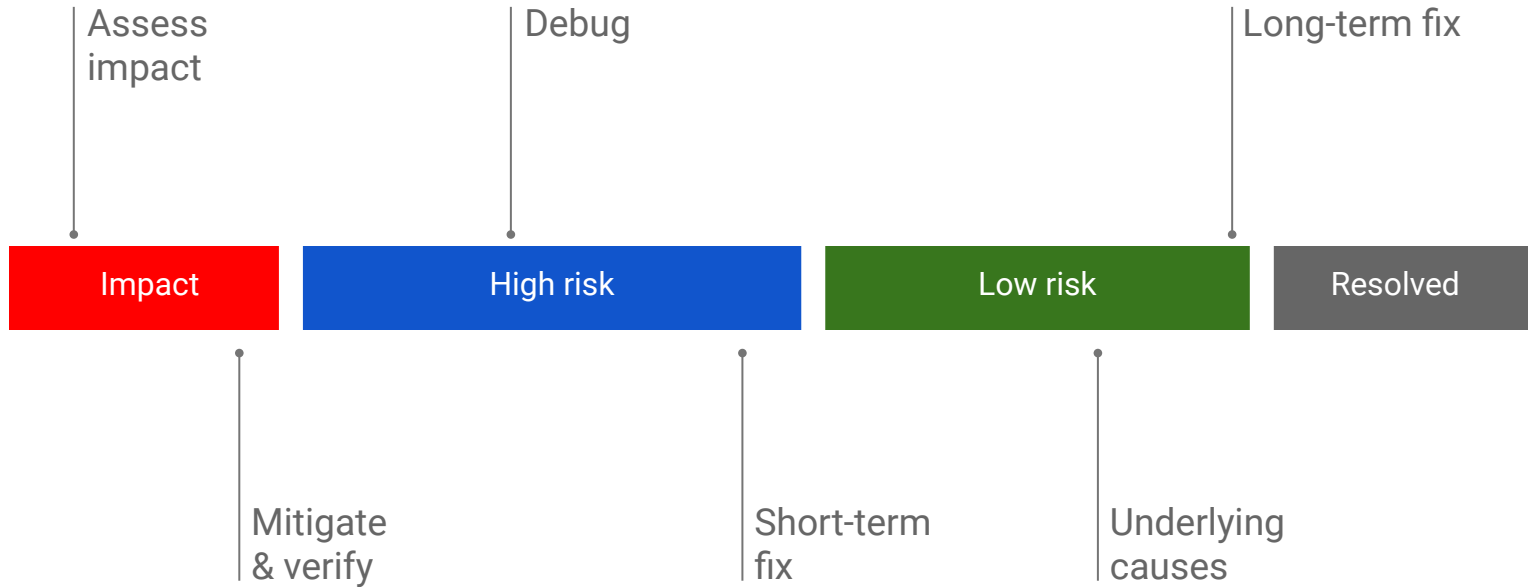 Assess
impact
Debug
Long-term fix
Impact
High risk
Low risk
Resolved
Mitigate
& verify
Short-term
fix
Underlying
causes